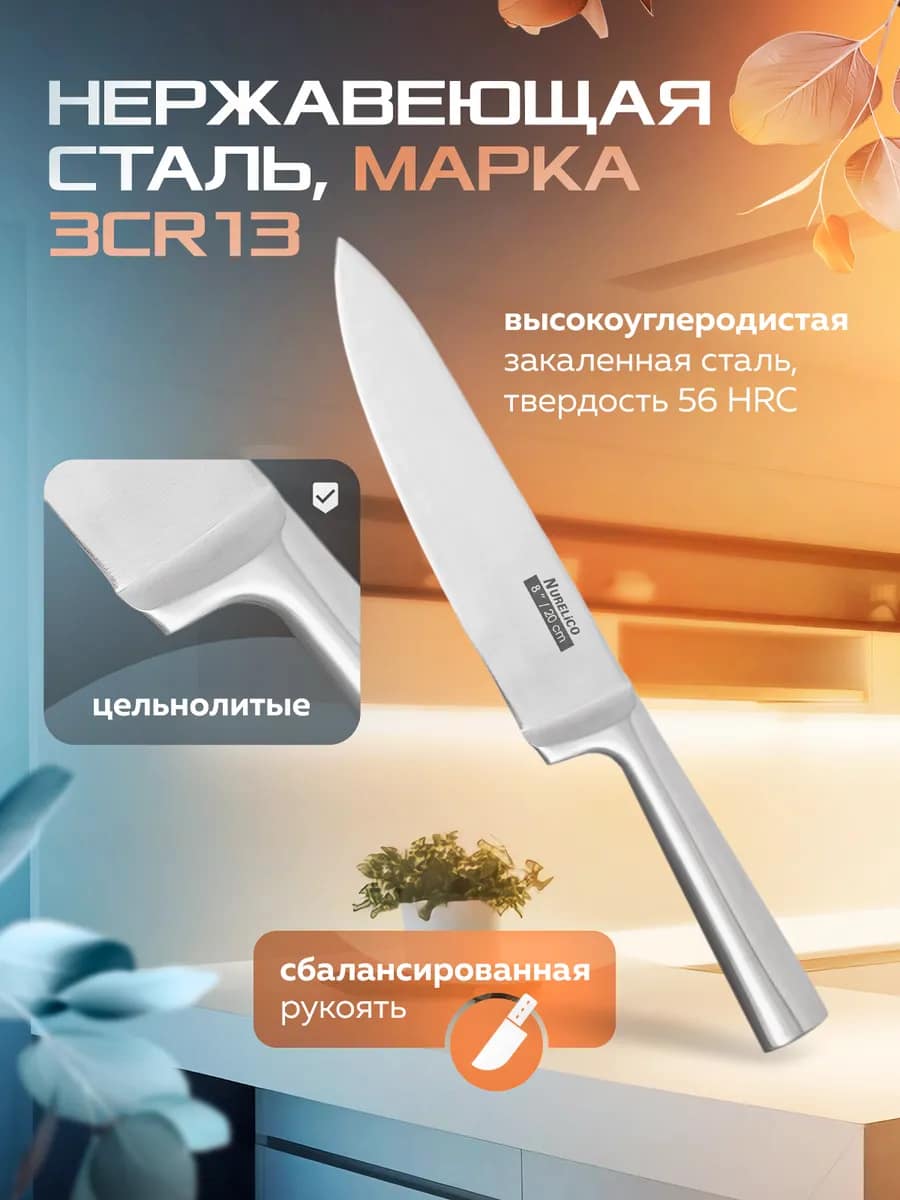 НЕРЖАВЕЮЩАЯ
СТАЛЬ, МАРКА
3CR13
высокоуглеродистая
закаленная сталь,
твердость 56 HRC
цельнолитые
NURELICO
8" / 20 cm
сбалансированная
рукоять